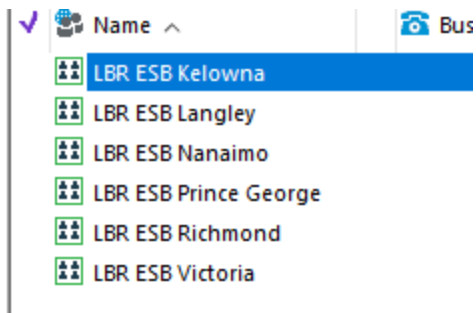 Name Bus
LBR ESB Kelowna
LBR ESB Langley
LBR ESB Nanaimo
LBR ESB Prince George
LBR ESB Richmond
LBR ESB Victoria